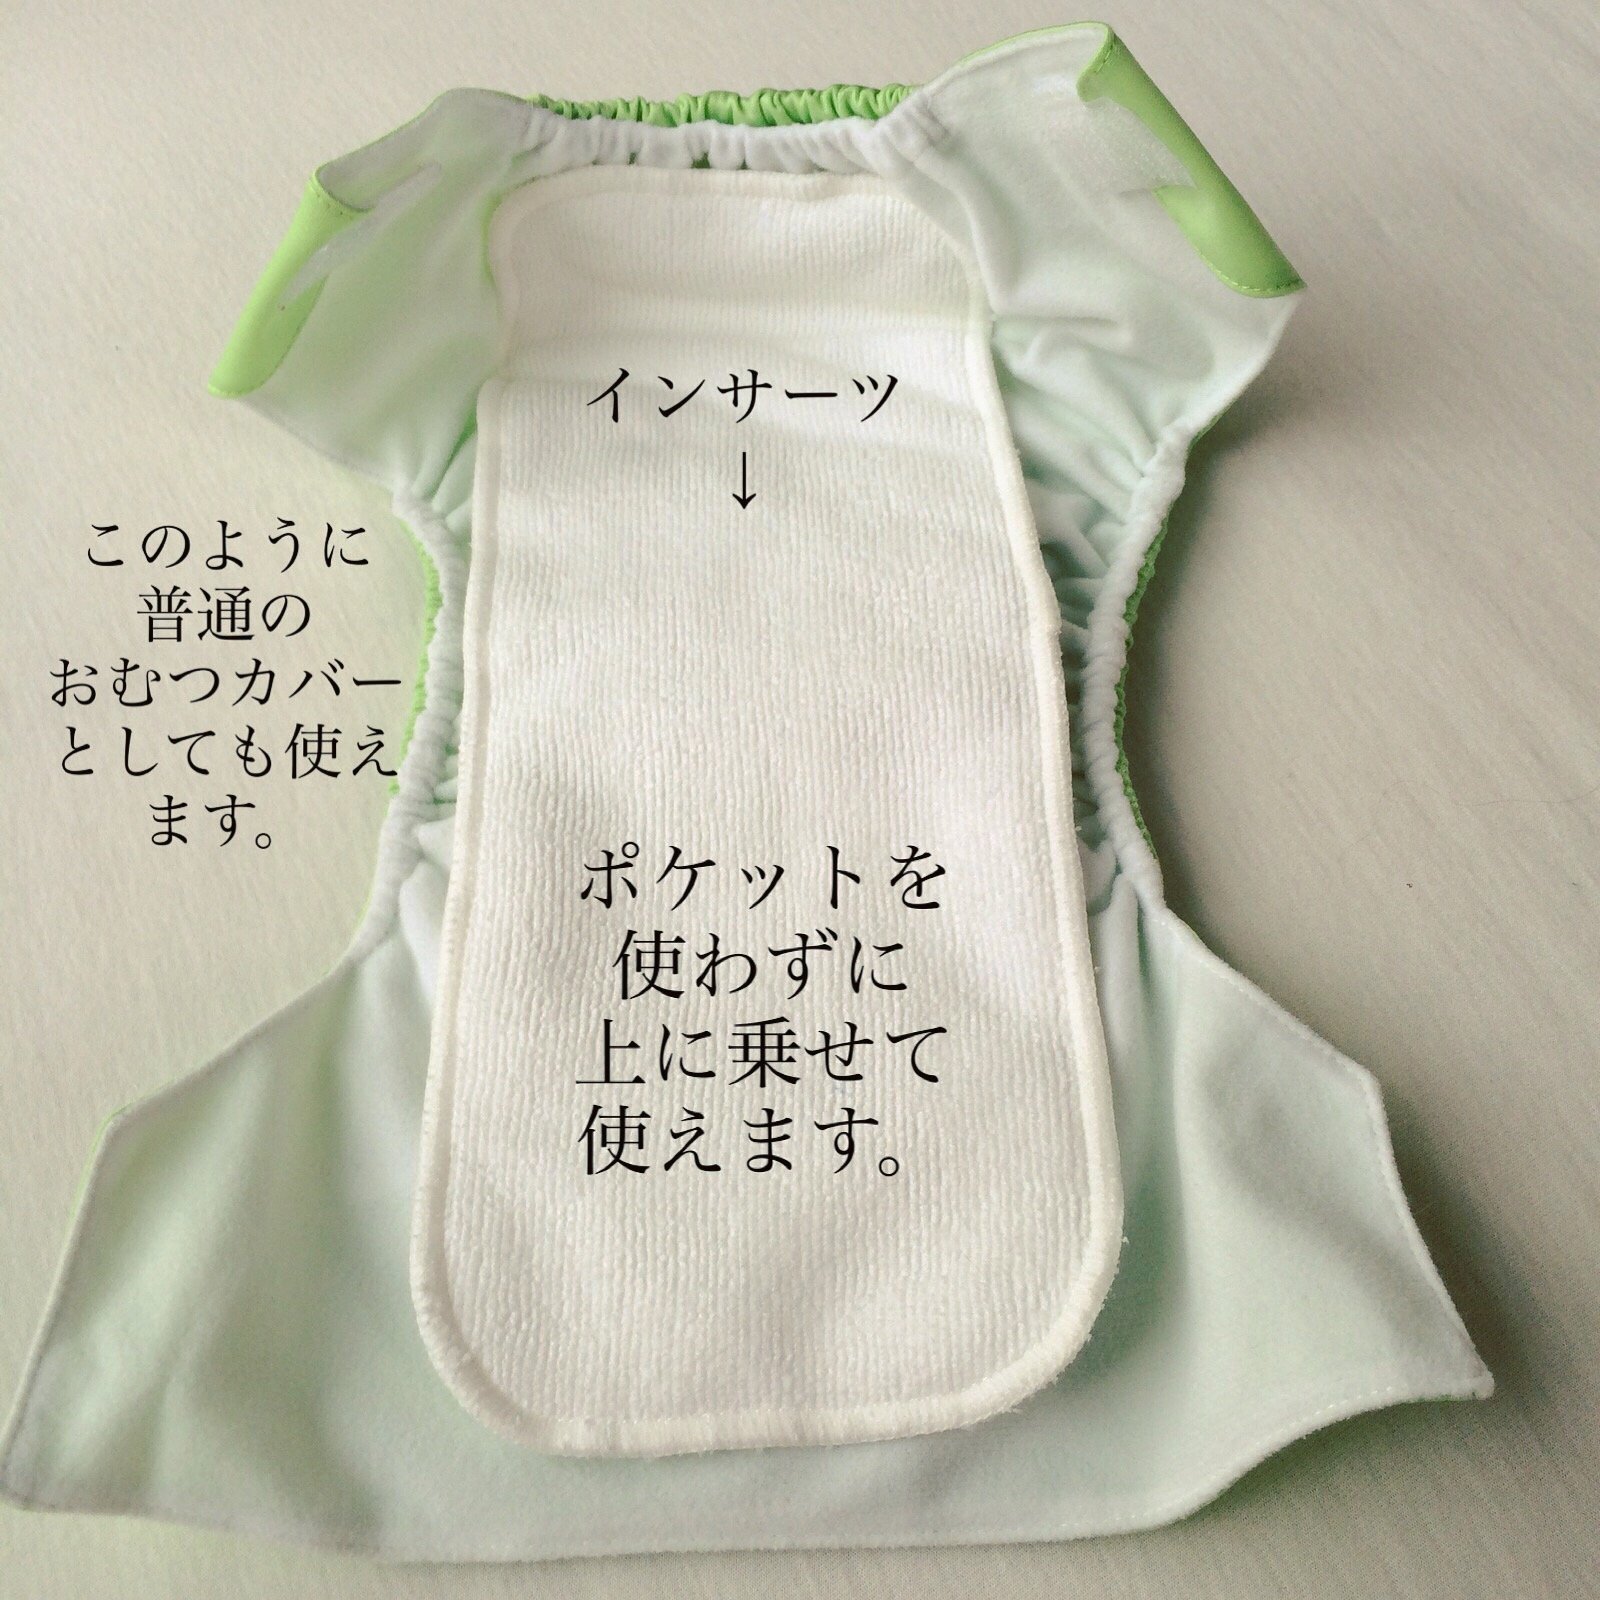 インサーツ
↓
このように
普通の
おむつカバー
としても使え
ます。
ポケットを
使わずに
上に乗せて
使えます。